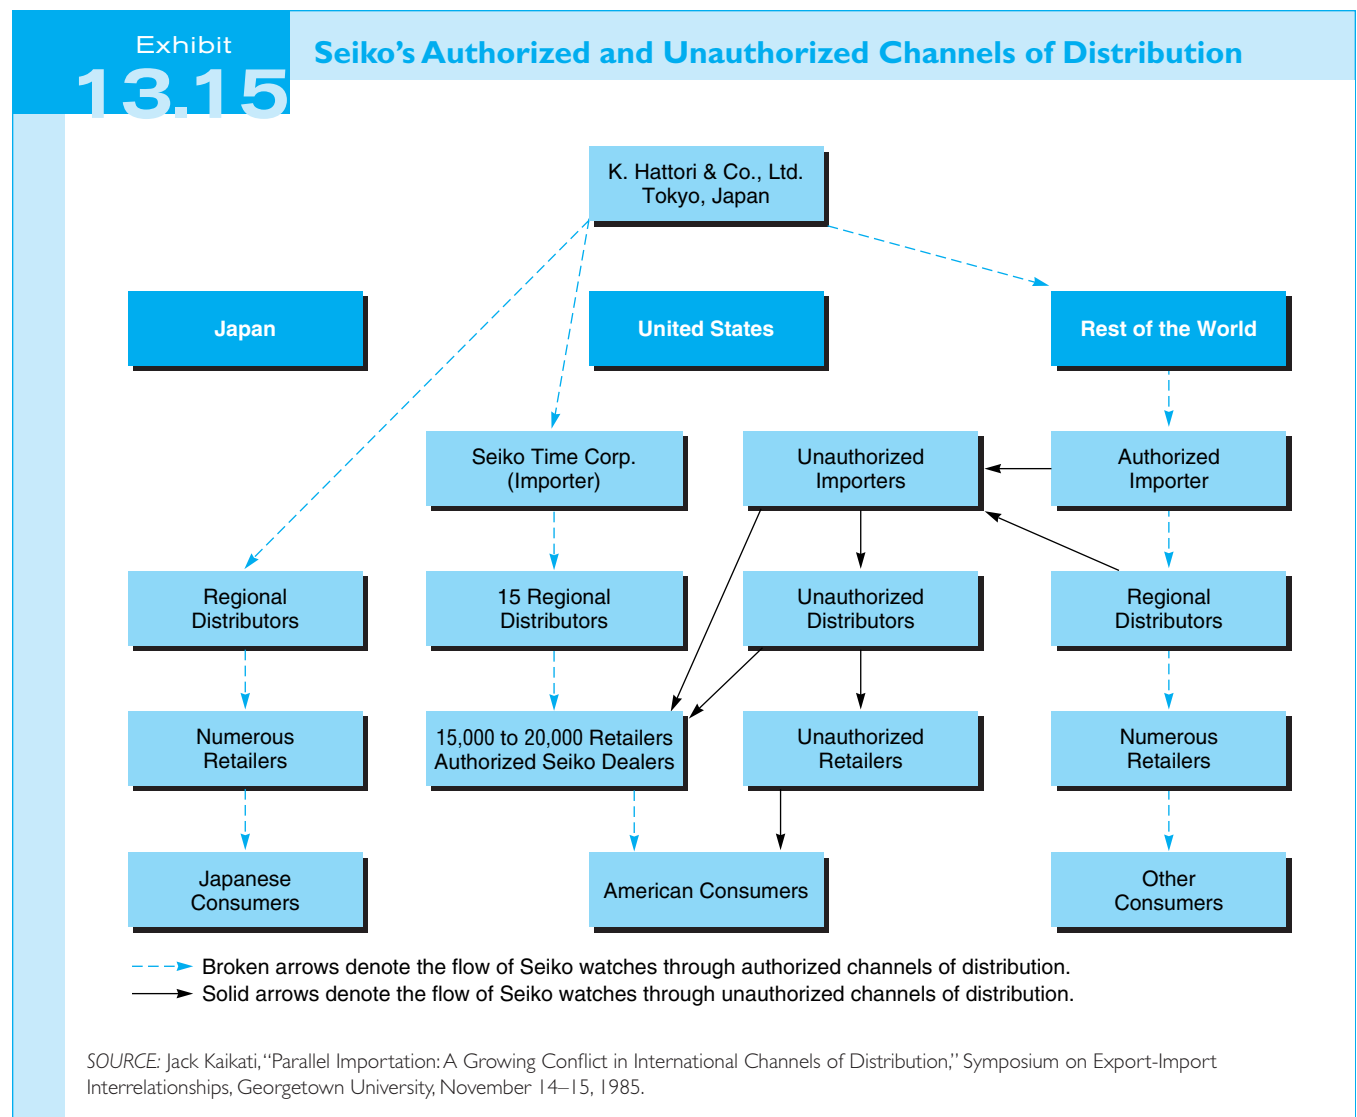 Exhibit
13.15
Seiko's Authorized and Unauthorized Channels of Distribution
K. Hattori & Co., Ltd.
Tokyo, Japan
Japan
United States
Rest of the World
Seiko Time Corp.
(Importer)
Unauthorized
Importers
Authorized
Importer
Regional
Distributors
15 Regional
Distributors
Unauthorized
Distributors
Regional
Distributors
Numerous
Retailers
15,000 to 20,000 Retailers
Authorized Seiko Dealers
Unauthorized
Retailers
Numerous
Retailers
Japanese
Consumers
American Consumers
Other
Consumers
Broken arrows denote the flow of Seiko watches through authorized channels of distribution.
Solid arrows denote the flow of Seiko watches through unauthorized channels of distribution.
SOURCE: Jack Kaikati, “Parallel Importation: A Growing Conflict in International Channels of Distribution,” Symposium on Export-Import
Interrelationships, Georgetown University, November 14–15, 1985.